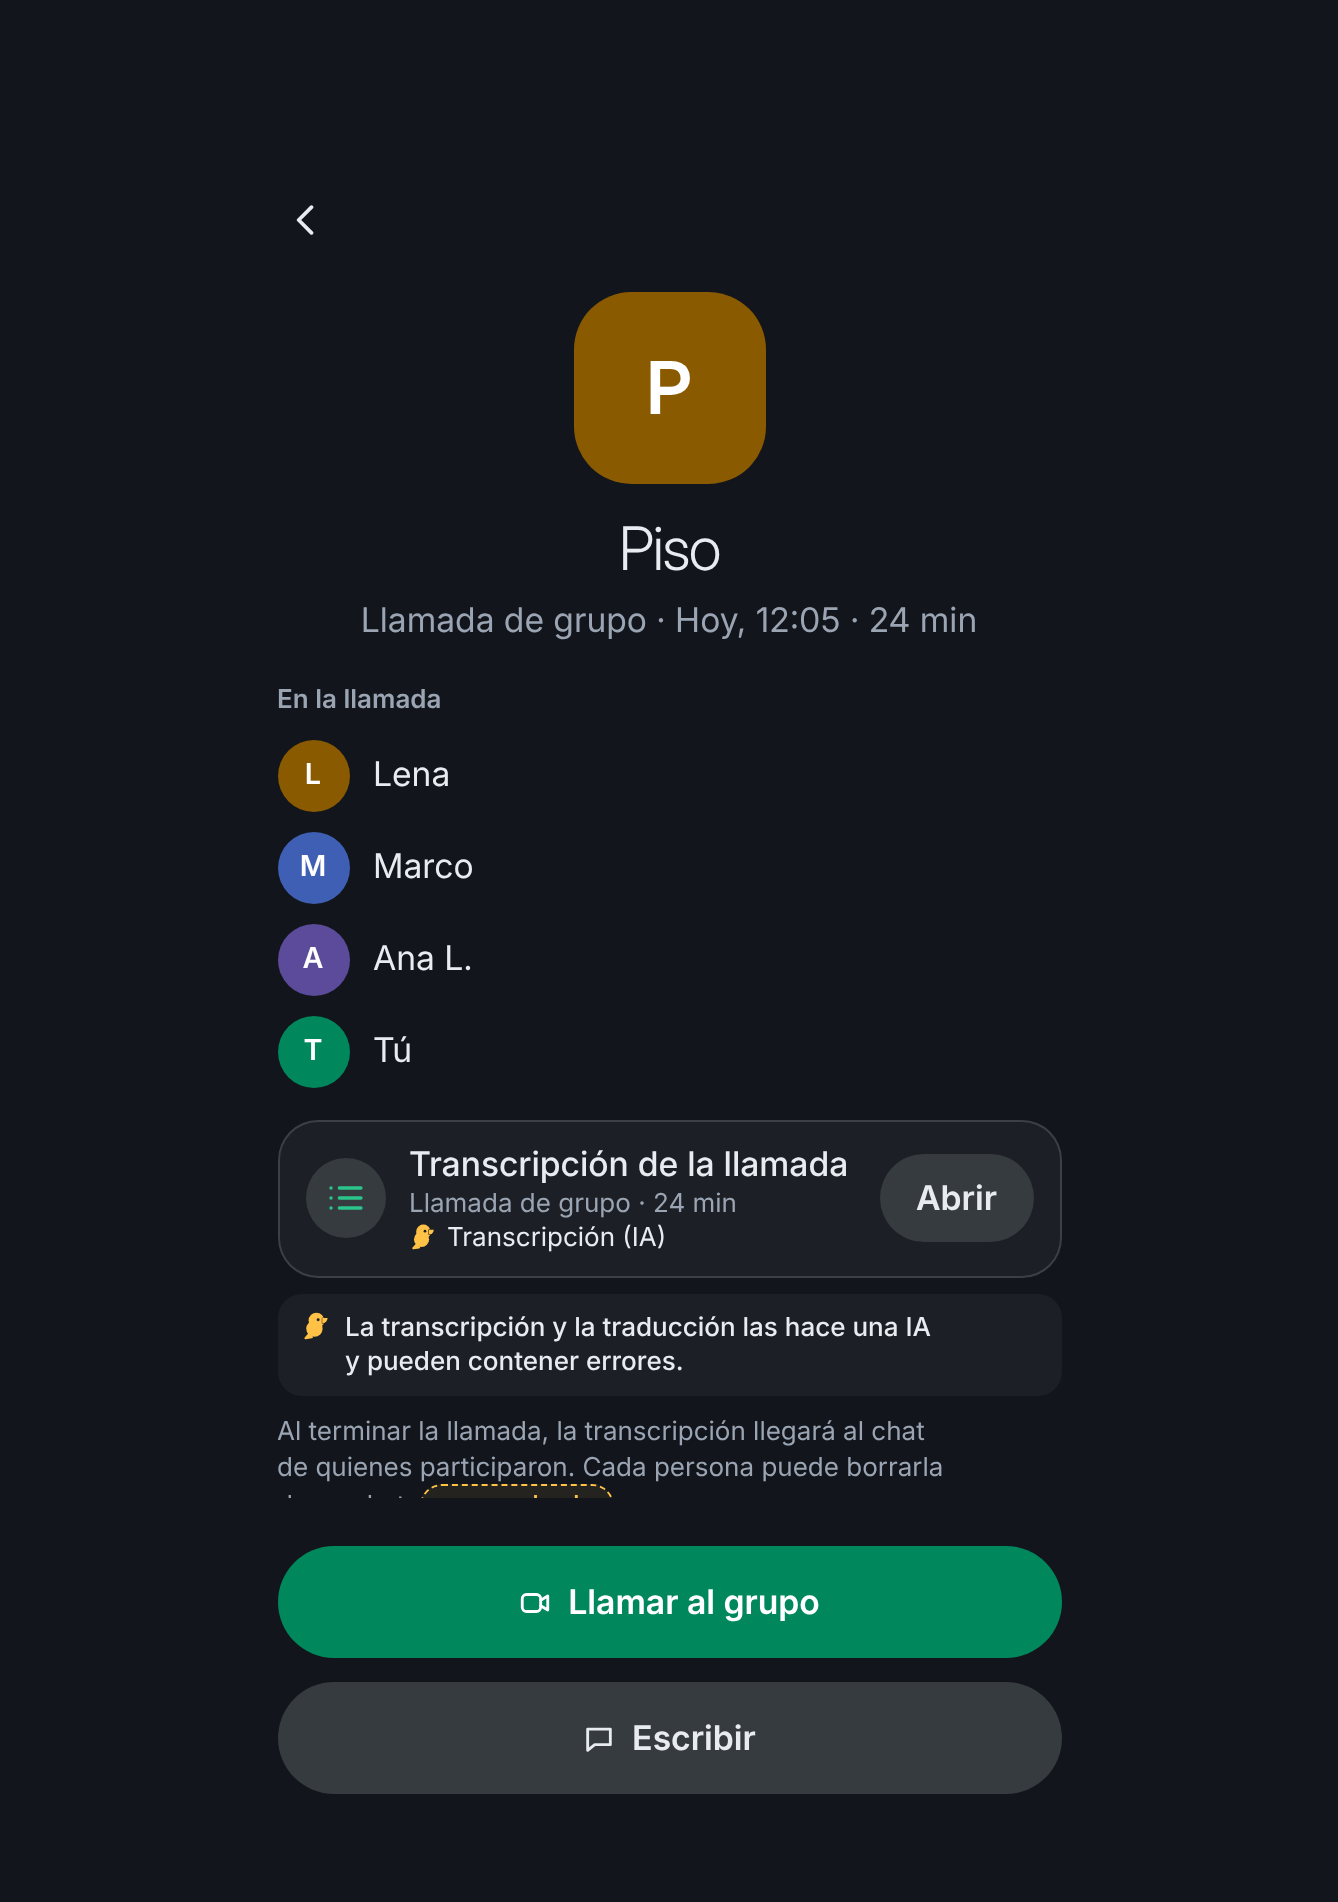 P
Piso
Llamada de grupo · Hoy, 12:05 · 24 min
En la llamada
L Lena
M Marco
A Ana L.
T Tú
Transcripción de la llamada
Llamada de grupo · 24 min
Transcripción (IA)
Abrir
La transcripción y la traducción las hace una IA
y pueden contener errores.
Al terminar la llamada, la transcripción llegará al chat
de quienes participaron. Cada persona puede borrarla
Llamar al grupo
Escribir